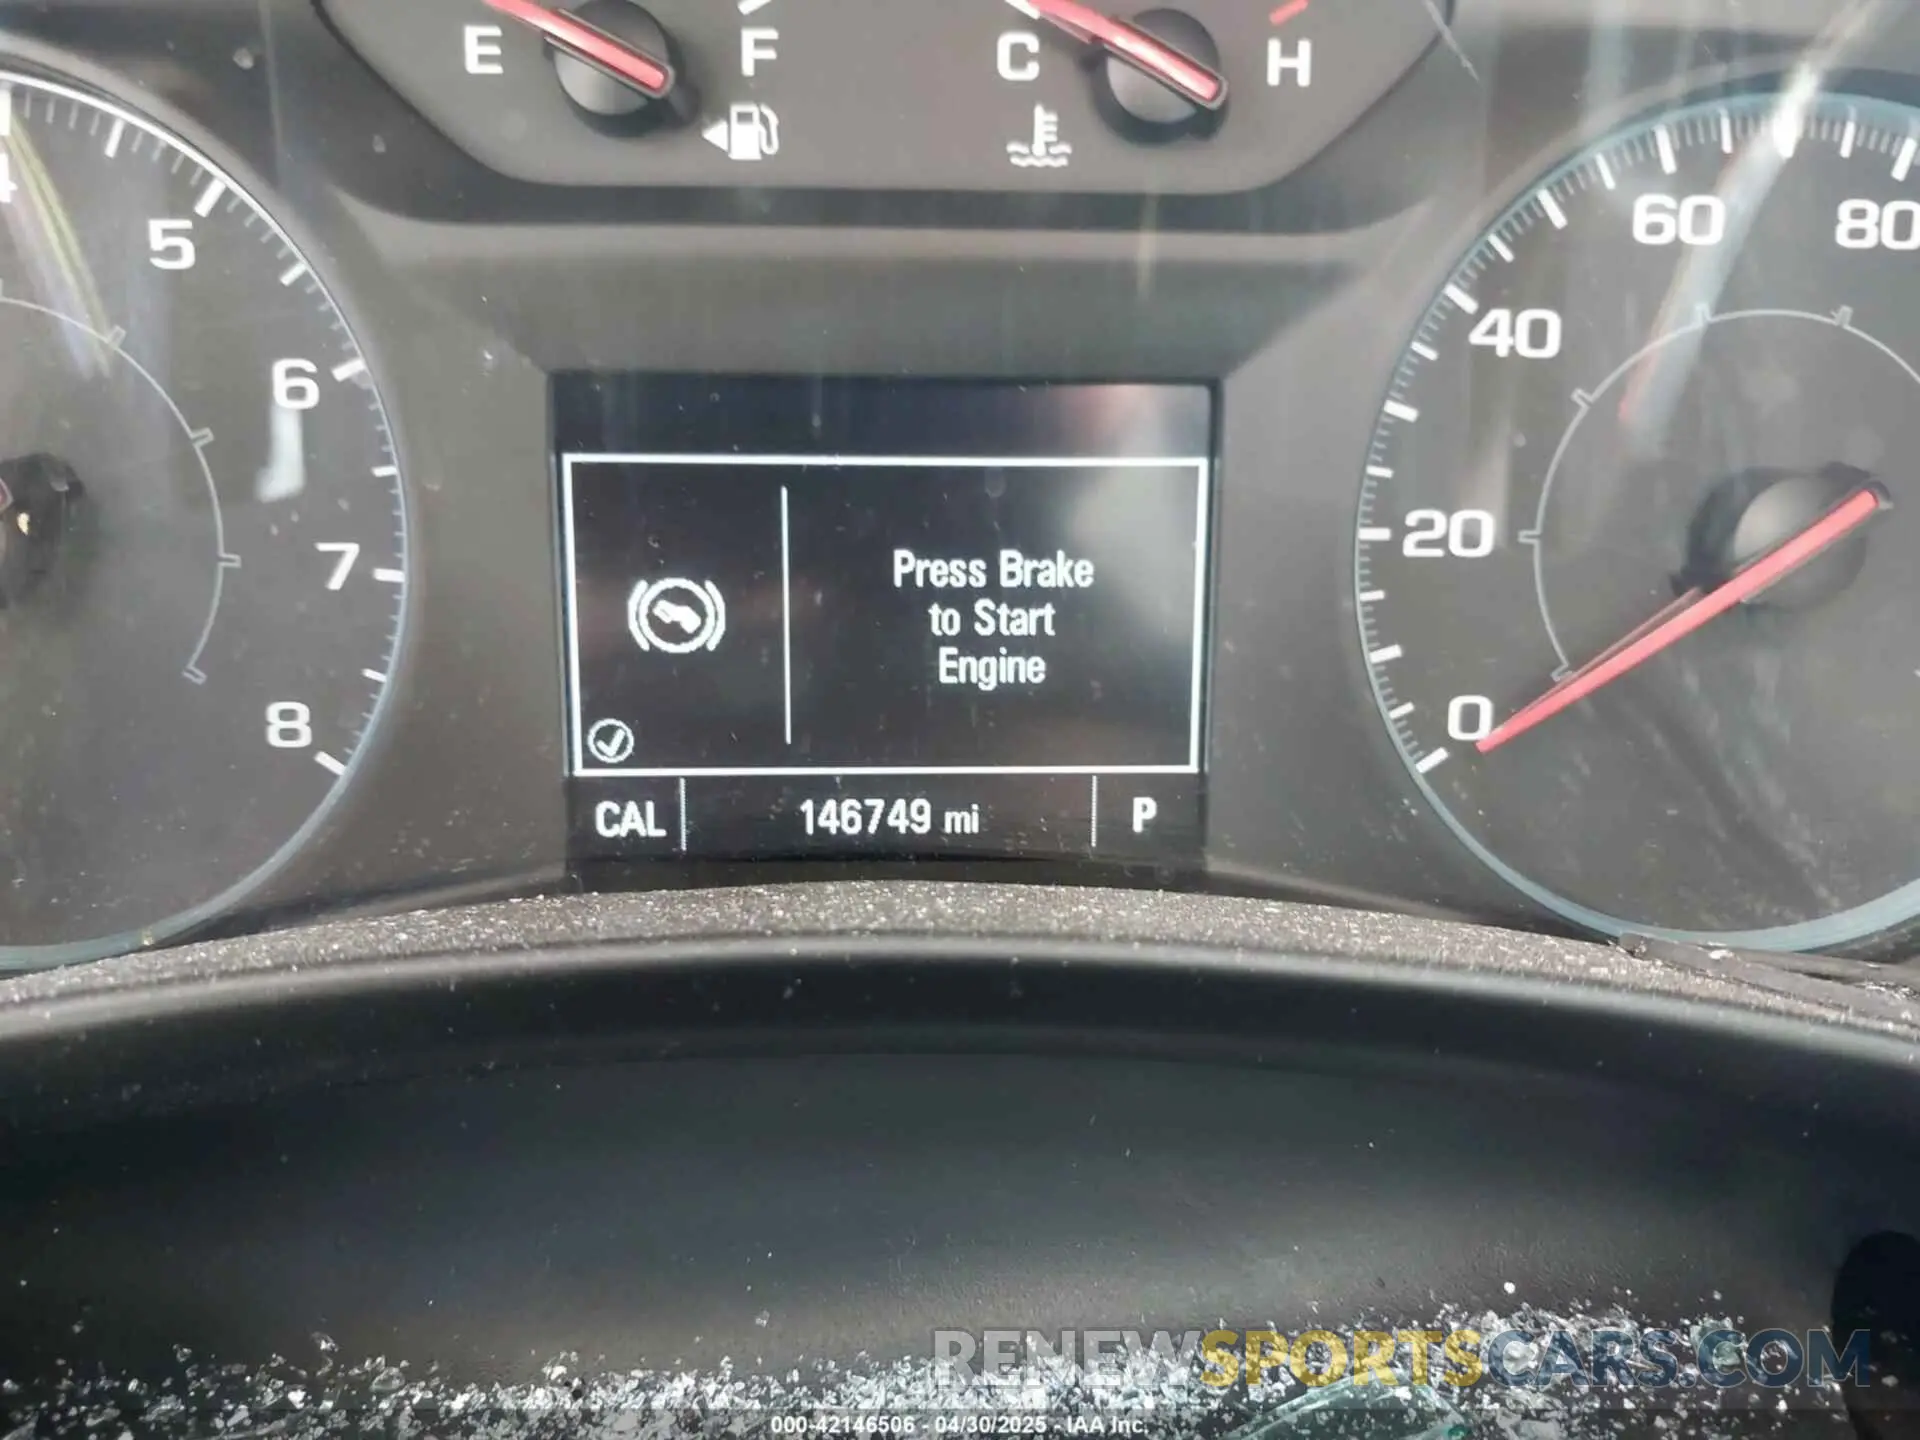 E
F
C
H
4
5
6
7
8
60
80
40
20
0
Press Brake
to Start
Engine
CAL
146749 mi
P
RENEWSPORTSCARS.COM
000-42146506 - 04/30/2025 - IAA Inc.